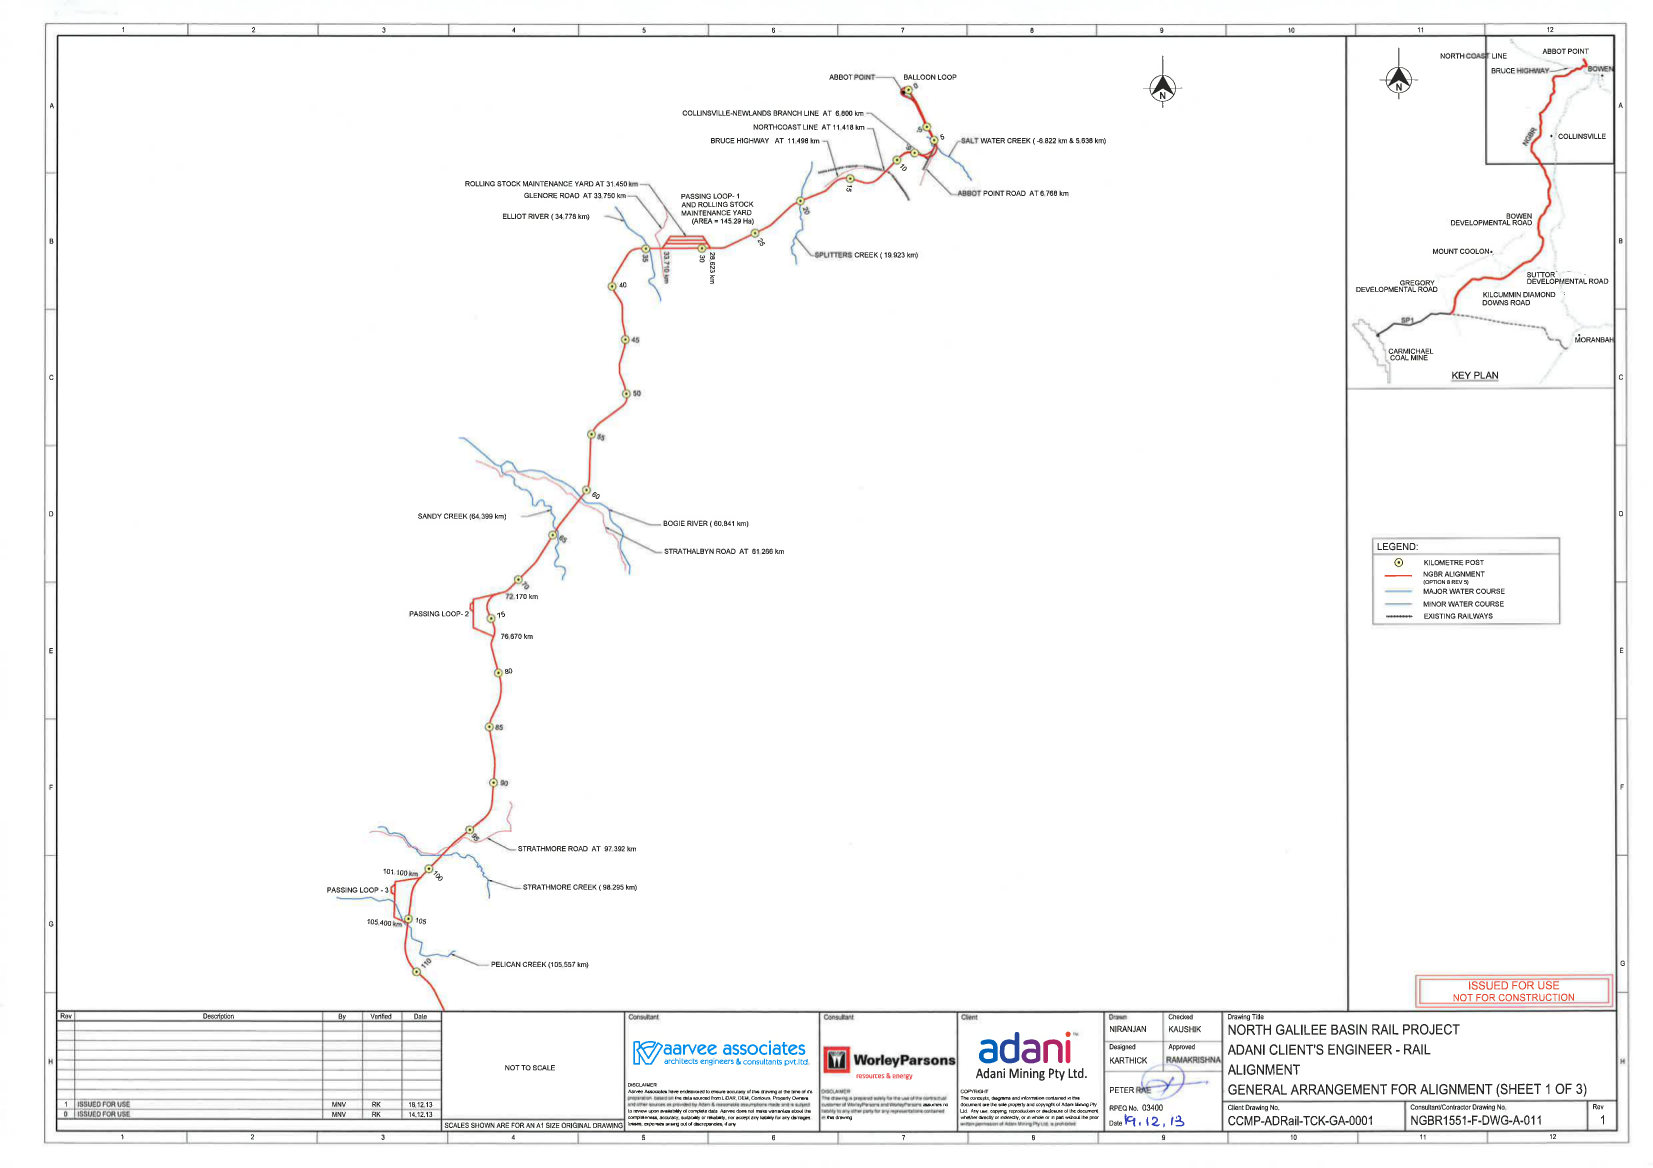 1 2 3 4 5 6 7 8 9 10 11 12
A
B
C
D
E
F
G
H
ABBOT POINT
BALLOON LOOP
COLLINSVILLE-NEWLANDS BRANCH LINE AT 6.800 km
NORTHCOAST LINE AT 11.418 km
BRUCE HIGHWAY AT 11.498 km
SALT WATER CREEK ( -6.822 km & 5.638 km)
ABBOT POINT ROAD AT 6.768 km
ROLLING STOCK MAINTENANCE YARD AT 31.450 km
GLENORE ROAD AT 33.750 km
ELLIOT RIVER ( 34.778 km)
PASSING LOOP- 1
AND ROLLING STOCK
MAINTENANCE YARD
(AREA = 145.29 Ha)
SPLITTERS CREEK ( 19.923 km)
0
5
5
10
15
20
25
28.623 km
30
33.710 km
35
40
45
50
55
60
SANDY CREEK (64,399 km)
BOGIE RIVER ( 60,841 km)
STRATHALBYN ROAD AT 61.266 km
65
70
72.170 km
PASSING LOOP- 2
75
76.670 km
80
85
90
95
STRATHMORE ROAD AT 97.392 km
100
101.100 km
STRATHMORE CREEK ( 98.295 km)
PASSING LOOP - 3
105
105.400 km
PELICAN CREEK (105,557 km)
110
N
N
NORTH COAST LINE
ABBOT POINT
BRUCE HIGHWAY
BOWEN
NGBR
COLLINSVILLE
BOWEN
DEVELOPMENTAL ROAD
MOUNT COOLON
SUTTOR
DEVELOPMENTAL ROAD
GREGORY
DEVELOPMENTAL ROAD
KILCUMMIN DIAMOND
DOWNS ROAD
SP1
MORANBAH
CARMICHAEL
COAL MINE
KEY PLAN
LEGEND:
KILOMETRE POST
NGBR ALIGNMENT
(OPTION 8 REV 5)
MAJOR WATER COURSE
MINOR WATER COURSE
EXISTING RAILWAYS
ISSUED FOR USE
NOT FOR CONSTRUCTION
Rev Description By Verified Date
1 ISSUED FOR USE MNV RK 19.12.13
0 ISSUED FOR USE MNV RK 14.12.13
NOT TO SCALE
SCALES SHOWN ARE FOR AN A1 SIZE ORIGINAL DRAWING
Consultant
aarvee associates
architects engineers & consultants pvt.ltd.
DISCLAIMER
Consultant
WorleyParsons
resources & energy
DISCLAIMER
Client
adani
Adani Mining Pty Ltd.
COPYRIGHT
Drawn
NIRANJAN
Checked
KAUSHIK
Designed
KARTHICK
Approved
RAMAKRISHNA
PETER RAE
RPEQ No. 03400
Date 19.12.13
Drawing Title
NORTH GALILEE BASIN RAIL PROJECT
ADANI CLIENT'S ENGINEER - RAIL
ALIGNMENT
GENERAL ARRANGEMENT FOR ALIGNMENT (SHEET 1 OF 3)
Client Drawing No.
CCMP-ADRail-TCK-GA-0001
Consultant/Contractor Drawing No.
NGBR1551-F-DWG-A-011
Rev
1
1 2 3 4 5 6 7 8 9 10 11 12